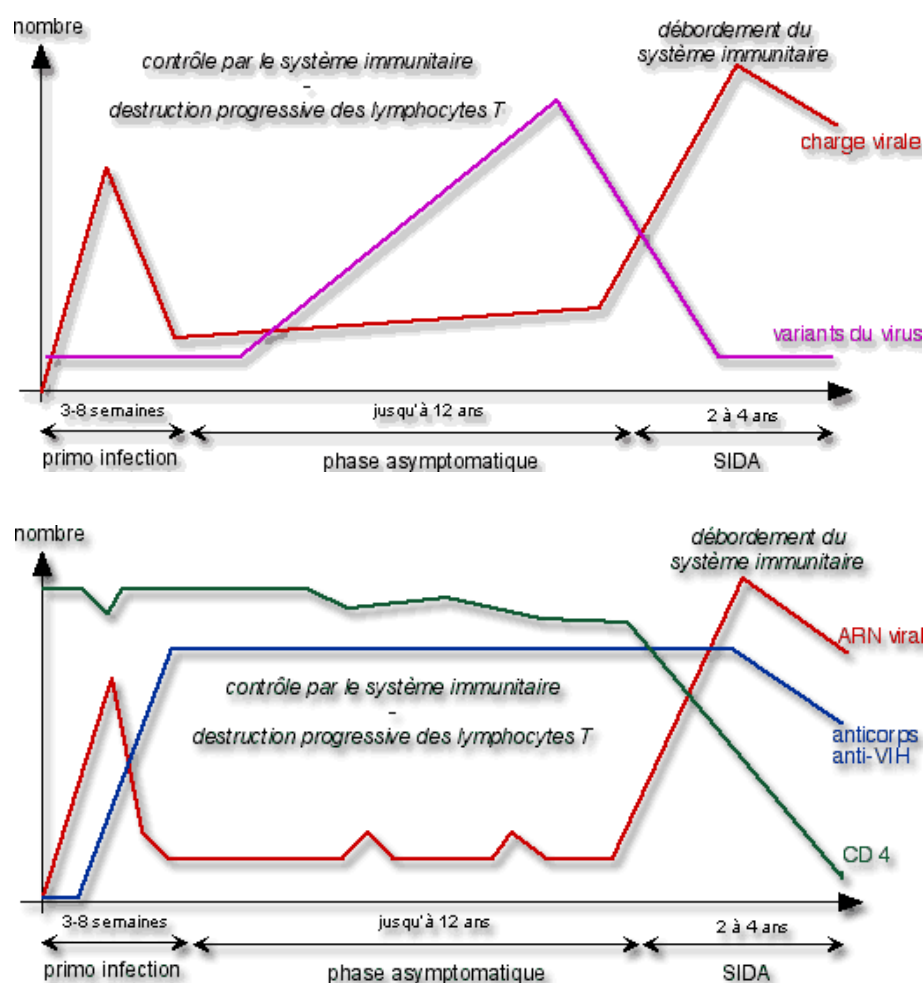 nombre
contrôle par le système immunitaire
-
destruction progressive des lymphocytes T
débordement du
système immunitaire
charge virale
variants du virus
3-8 semaines
jusqu'à 12 ans
2 à 4 ans
primo infection
phase asymptomatique
SIDA
nombre
débordement du
système immunitaire
ARN viral
contrôle par le système immunitaire
-
destruction progressive des lymphocytes T
anticorps
anti-VIH
CD 4
3-8 semaines
jusqu'à 12 ans
2 à 4 ans
primo infection
phase asymptomatique
SIDA